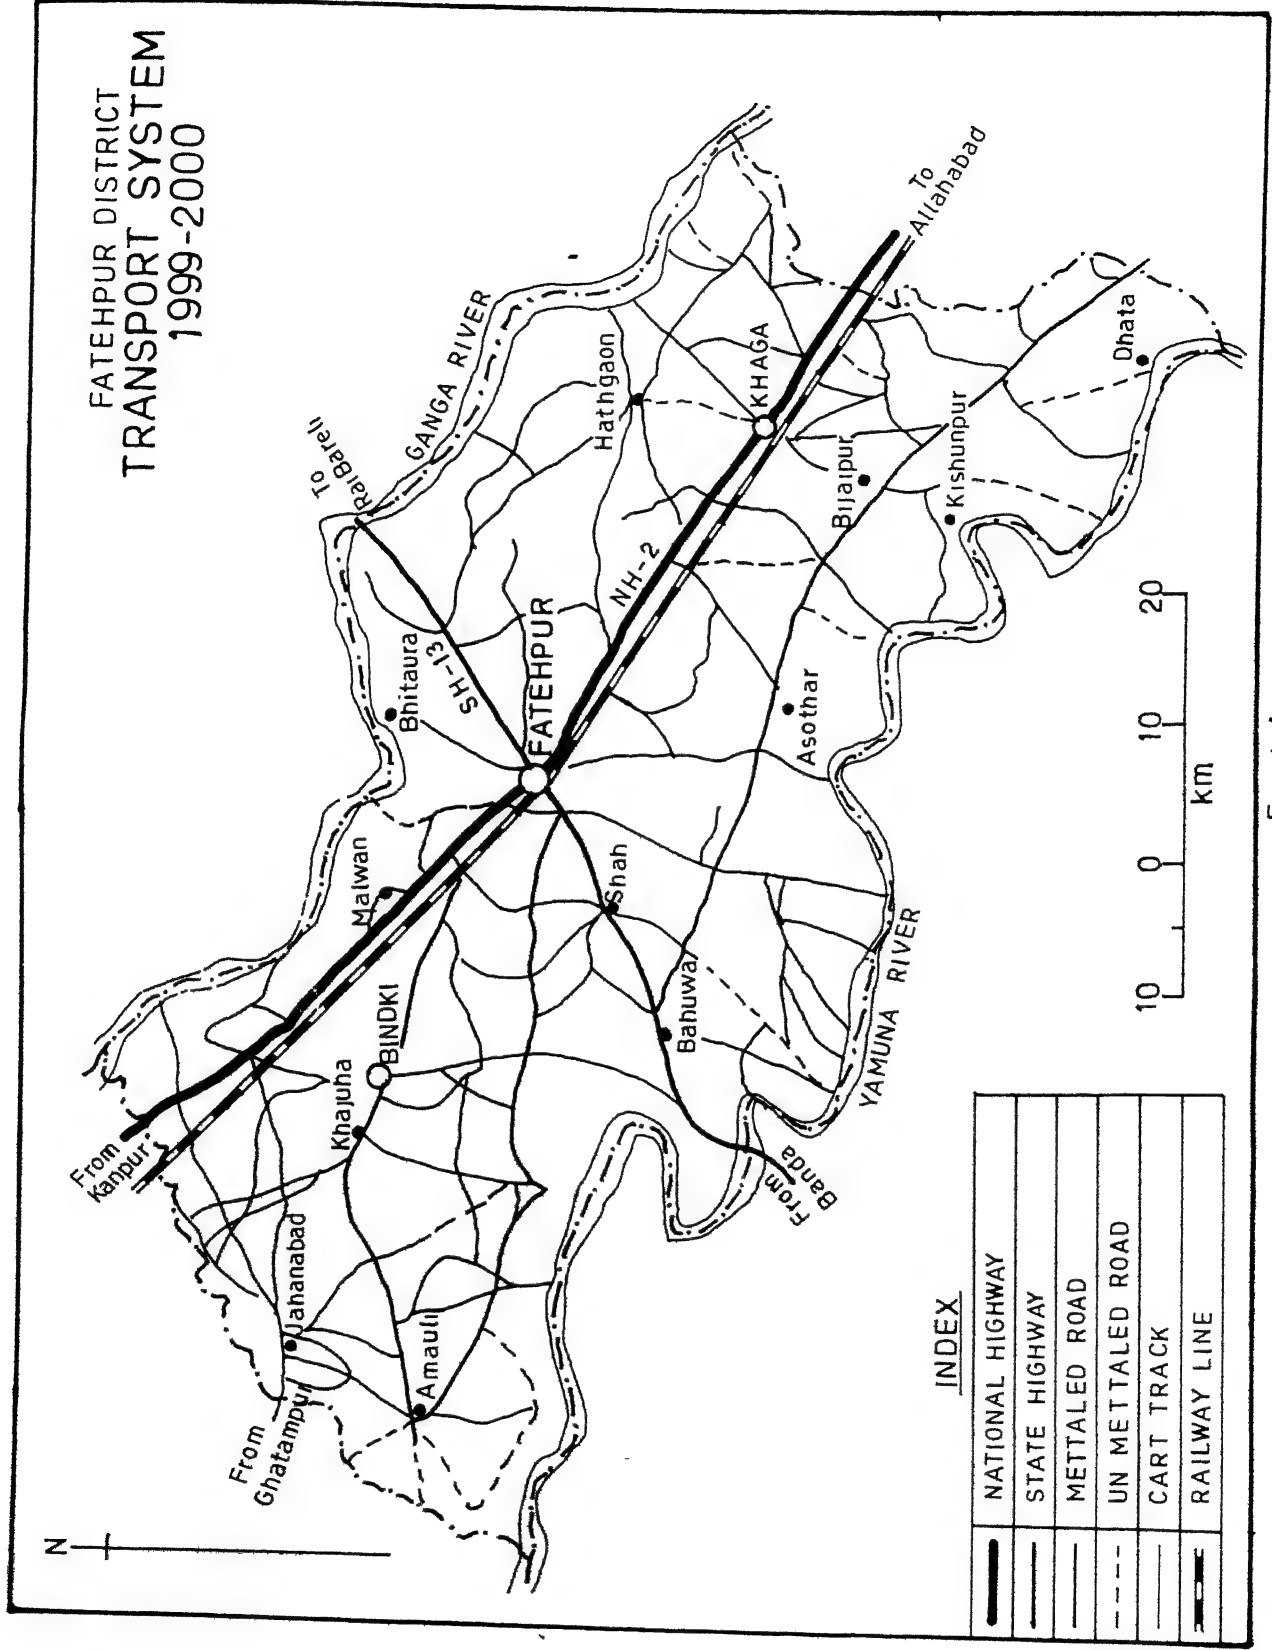 FATEHPUR DISTRICT
TRANSPORT SYSTEM
1999-2000
N
To
Rai Bareli
GANGA RIVER
Bhitaura
SH-13
Hathgaon
To
Allahabad
KHAGA
NH-2
FATEHPUR
Malwan
From
Kanpur
Khajuha
BINDKI
Shah
Bahuwa
Asothar
Bijaipur
Kishunpur
Dhata
Jahanabad
Amauli
From
Ghatampur
From
Banda
YAMUNA RIVER
10 0 10 20
km
INDEX
NATIONAL HIGHWAY
STATE HIGHWAY
METTALED ROAD
UN METTALED ROAD
CART TRACK
RAILWAY LINE